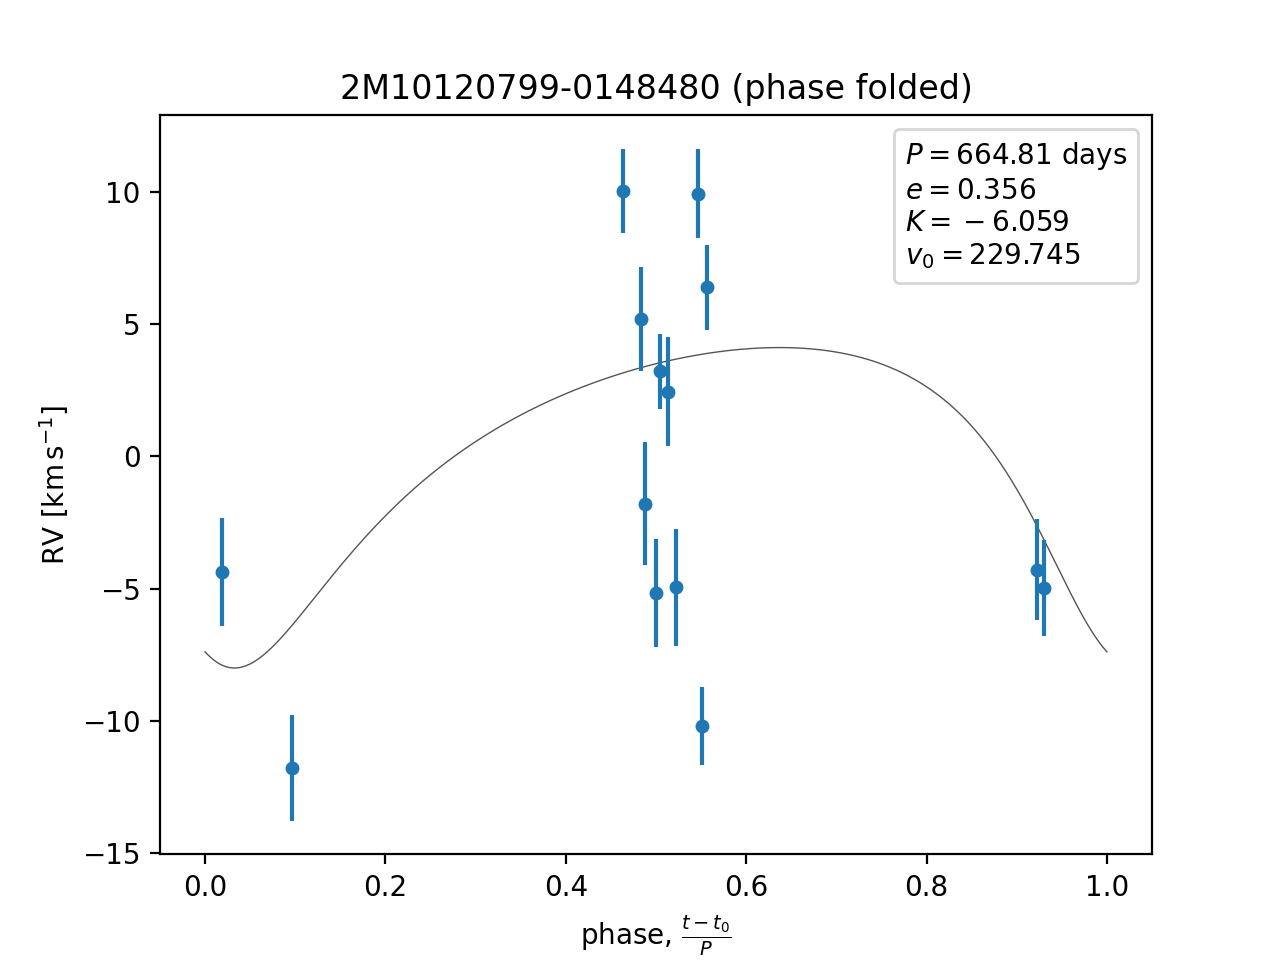 2M10120799-0148480 (phase folded)
P = 664.81 days
e = 0.356
K = −6.059
v₀ = 229.745
RV [km s⁻¹]
10
5
0
−5
−10
−15
0.0 0.2 0.4 0.6 0.8 1.0
phase, (t − t₀)/P